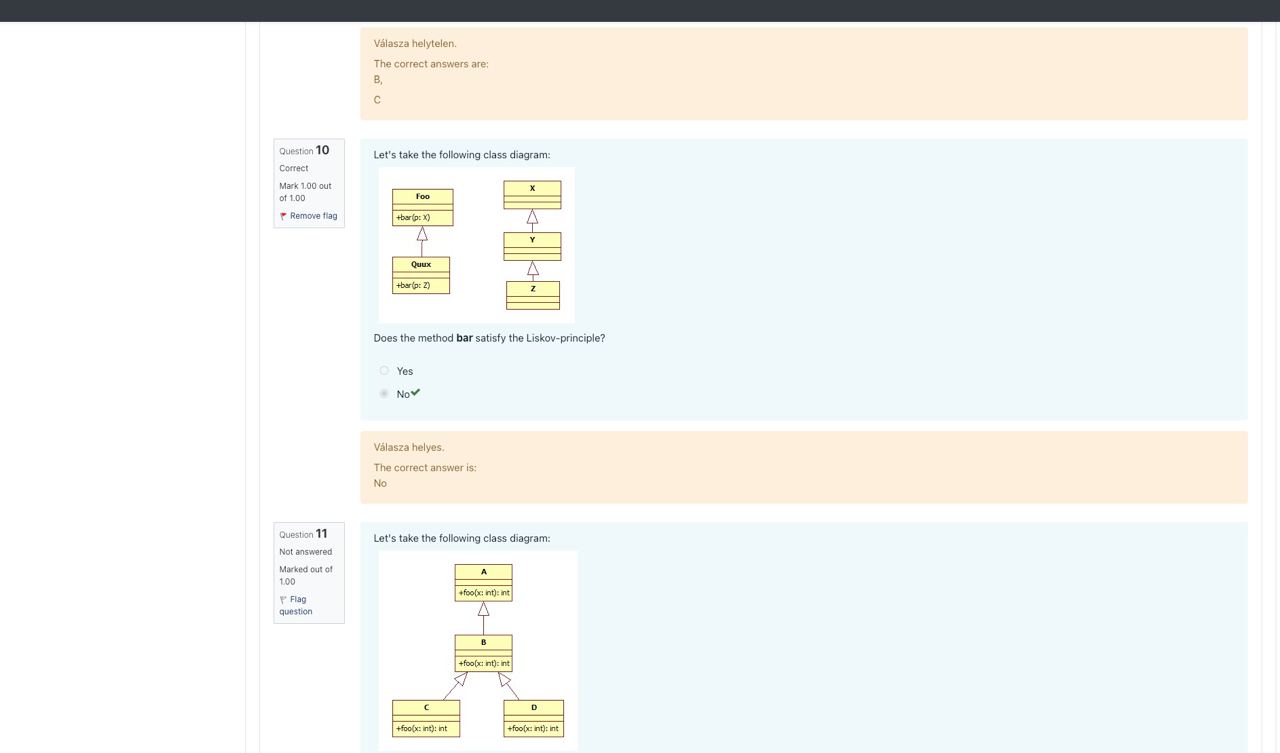 Válasza helytelen.
The correct answers are:
B,
C
Question 10
Correct
Mark 1.00 out
of 1.00
Remove flag
Let's take the following class diagram:
Foo
+bar(p: X)
Quux
+bar(p: Z)
X
Y
Z
Does the method bar satisfy the Liskov-principle?
Yes
No
Válasza helyes.
The correct answer is:
No
Question 11
Not answered
Marked out of
1.00
Flag
question
Let's take the following class diagram:
A
+foo(x: int): int
B
+foo(x: int): int
C
+foo(x: int): int
D
+foo(x: int): int